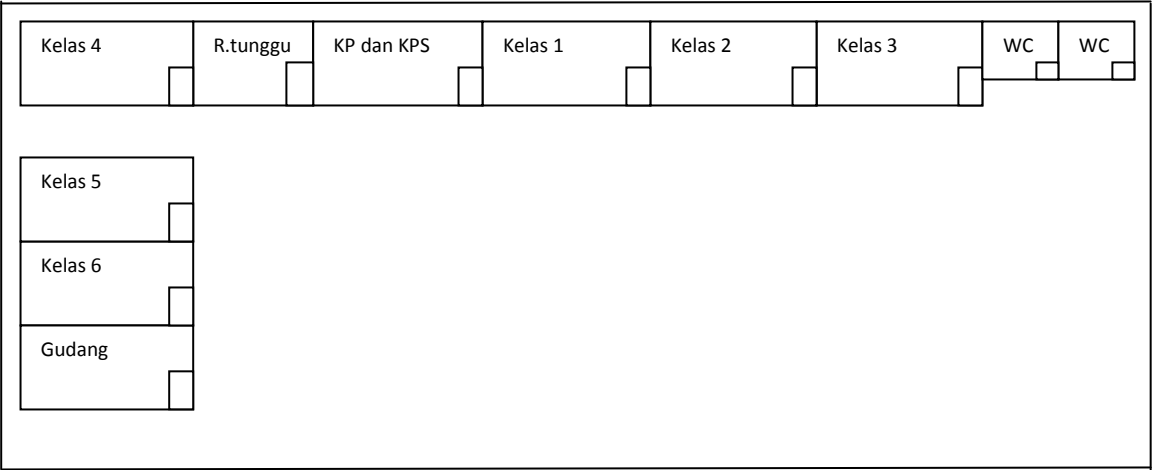 Kelas 4
R.tunggu
KP dan KPS
Kelas 1
Kelas 2
Kelas 3
WC
WC
Kelas 5
Kelas 6
Gudang